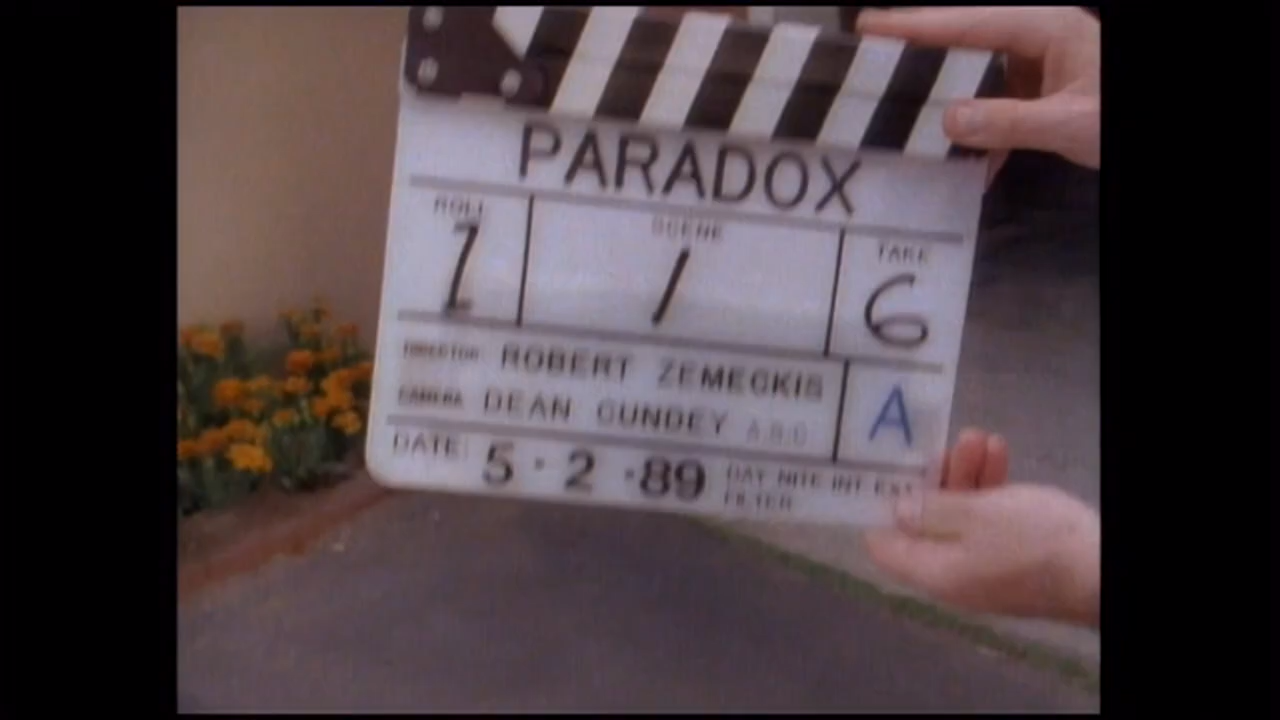 PARADOX
ROLL SCENE TAKE
1 1 6
DIRECTOR: ROBERT ZEMECKIS
CAMERA: DEAN CUNDEY A.S.C. A
DATE: 5 · 2 · 89 DAY NITE INT EXT
FILTER